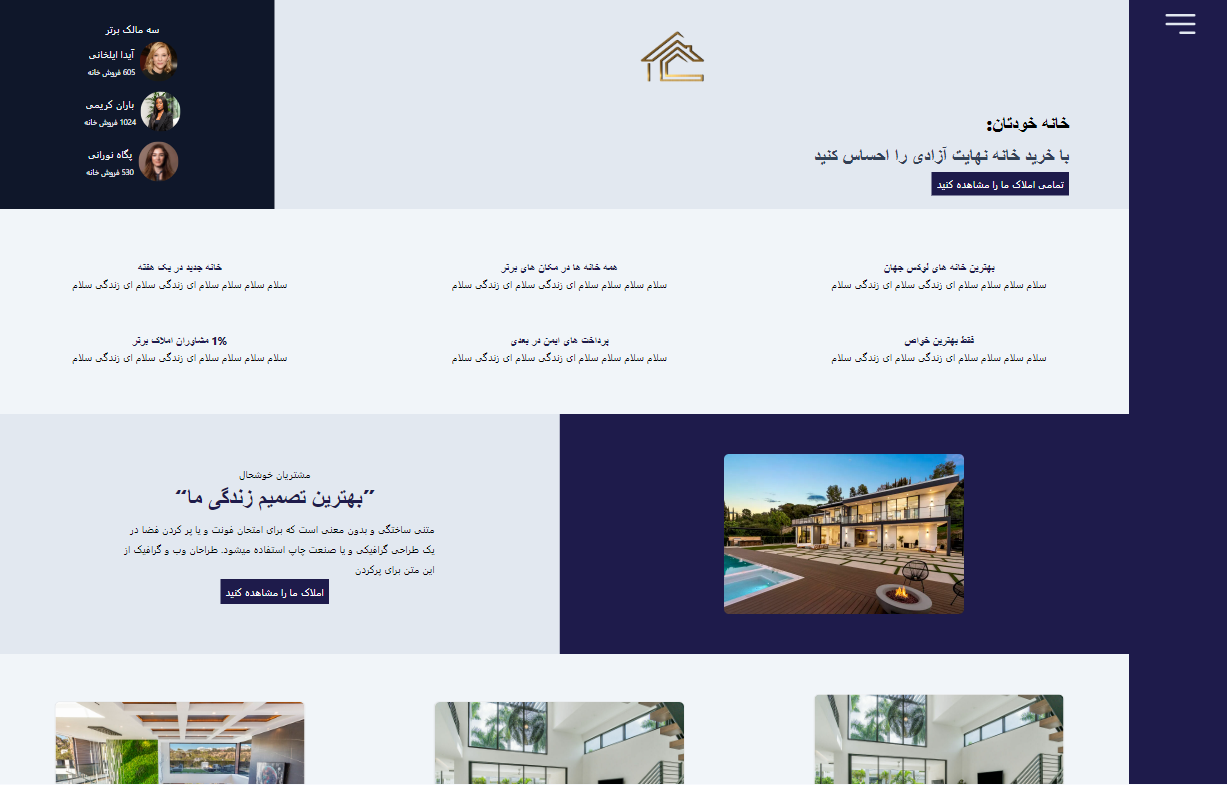 خانه خودتان:
با خرید خانه نهایت آزادی را احساس کنید
تمامی املاک ما را مشاهده کنید
سه مالک برتر
آیدا ایلخانی
605 فروش خانه
باران کریمی
1024 فروش خانه
پگاه نورانی
530 فروش خانه
بهترین خانه های لوکس جهان
سلام سلام سلام سلام ای زندگی سلام ای زندگی سلام
همه خانه ها در مکان های برتر
سلام سلام سلام سلام ای زندگی سلام ای زندگی سلام
خانه جدید در یک هفته
سلام سلام سلام سلام ای زندگی سلام ای زندگی سلام
فقط بهترین خواص
سلام سلام سلام سلام ای زندگی سلام ای زندگی سلام
پرداخت های ایمن در بعدی
سلام سلام سلام سلام ای زندگی سلام ای زندگی سلام
1% مشاوران املاک برتر
سلام سلام سلام سلام ای زندگی سلام ای زندگی سلام
مشتریان خوشحال
”بهترین تصمیم زندگی ما“
متنی ساختگی و بدون معنی است که برای امتحان فونت و یا پر کردن فضا در
یک طراحی گرافیکی و یا صنعت چاپ استفاده میشود. طراحان وب و گرافیک از
این متن برای پرکردن
املاک ما را مشاهده کنید